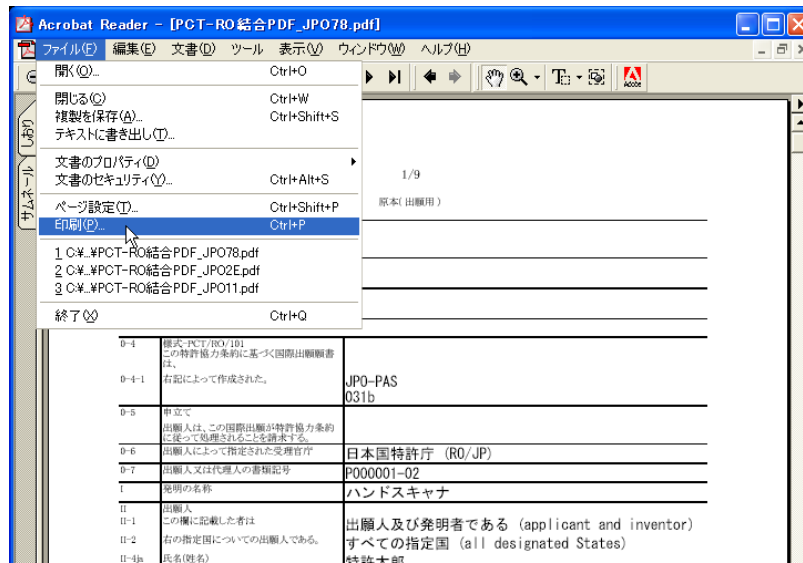 Acrobat Reader - [PCT-RO結合PDF_JPO78.pdf]
ファイル(F) 編集(E) 文書(D) ツール 表示(V) ウィンドウ(W) ヘルプ(H)
開く(O)... Ctrl+O
閉じる(C) Ctrl+W
複製を保存(A)... Ctrl+Shift+S
テキストに書き出し(T)...
文書のプロパティ(D)
文書のセキュリティ(Y)... Ctrl+Alt+S
ページ設定(T)... Ctrl+Shift+P
印刷(P)... Ctrl+P
1 C:¥...¥PCT-RO結合PDF_JPO78.pdf
2 C:¥...¥PCT-RO結合PDF_JPO2E.pdf
3 C:¥...¥PCT-RO結合PDF_JPO11.pdf
終了(X) Ctrl+Q
Adobe
しおり
サムネール
1/9
原本(出願用)
0-4 様式-PCT/RO/101
この特許協力条約に基づく国際出願願書
は、
0-4-1 右記によって作成された。 JPO-PAS
031b
0-5 申立て
出願人は、この国際出願が特許協力条約
に従って処理されることを請求する。
0-6 出願人によって指定された受理官庁 日本国特許庁 (RO/JP)
0-7 出願人又は代理人の書類記号 P000001-02
I 発明の名称 ハンドスキャナ
II 出願人
II-1 この欄に記載した者は 出願人及び発明者である (applicant and inventor)
II-2 右の指定国についての出願人である。 すべての指定国 (all designated States)
II-4ja 氏名(姓名) 特許太郎